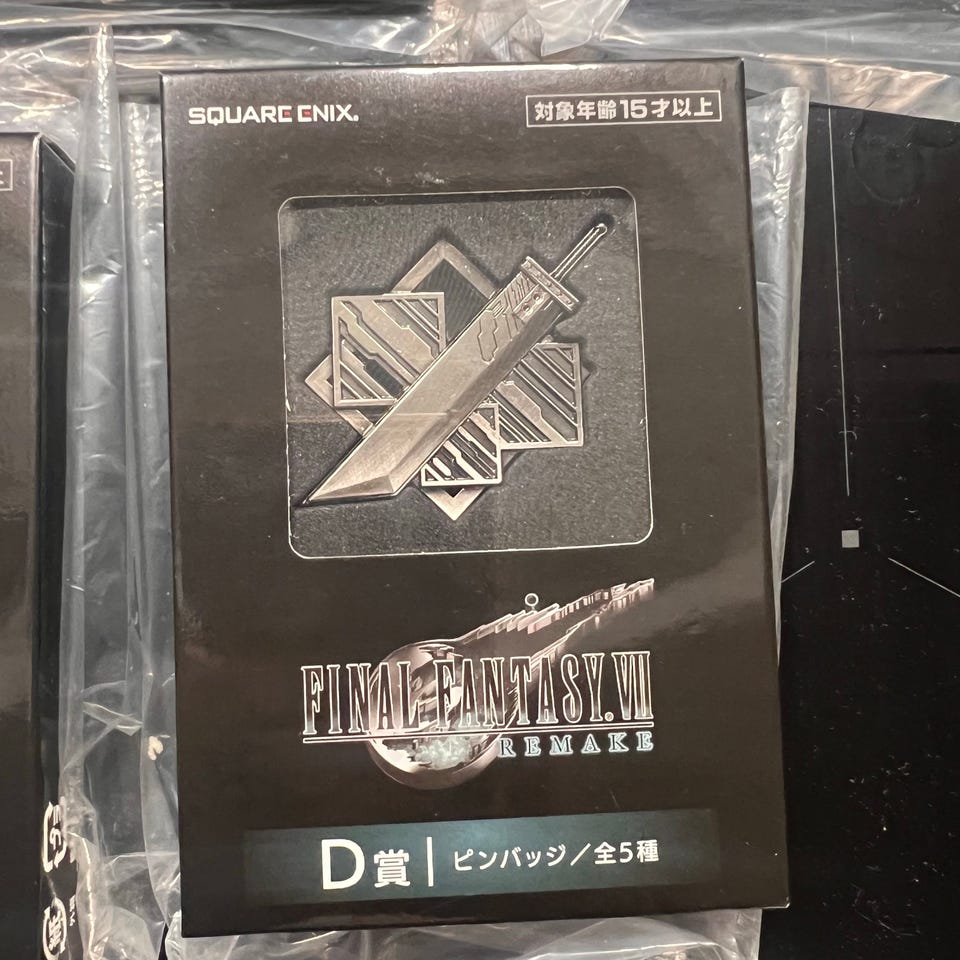 SQUARE ENIX®
対象年齢15才以上
FINAL FANTASY. VII
REMAKE
D賞 | ピンバッジ／全5種